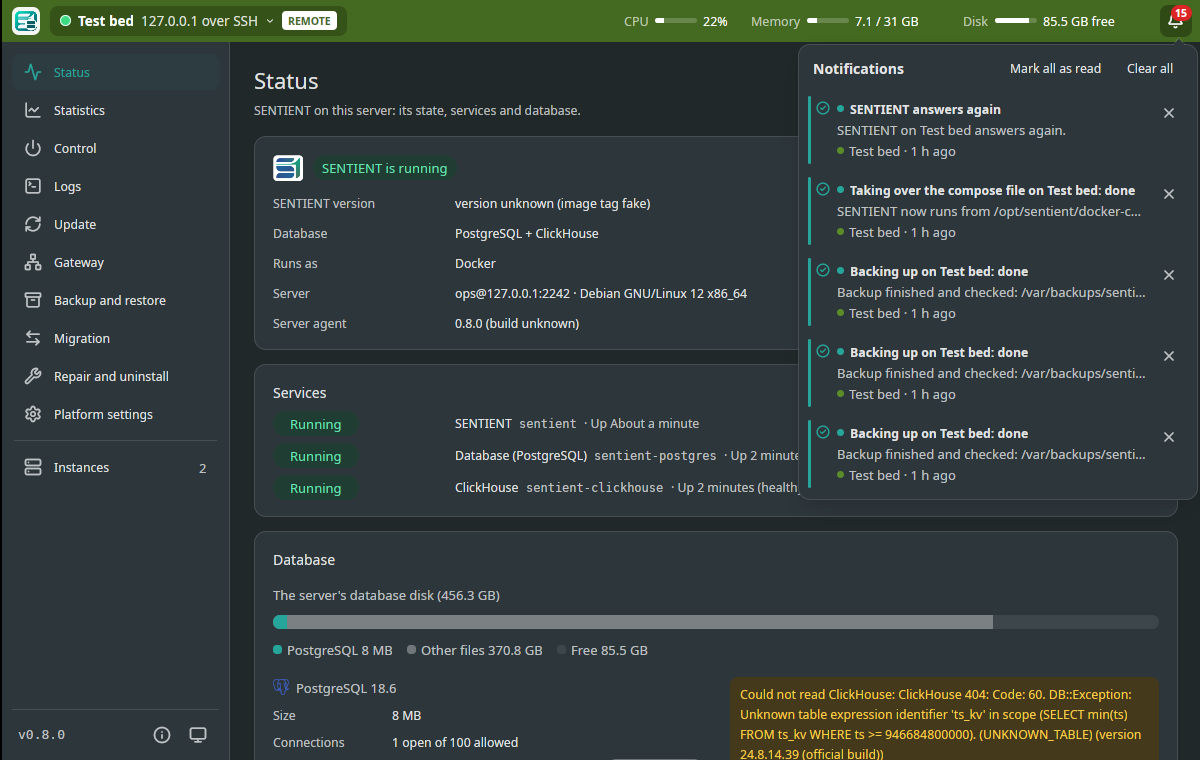 Test bed 127.0.0.1 over SSH REMOTE CPU 22% Memory 7.1 / 31 GB Disk 85.5 GB free 15
Status
Statistics
Control
Logs
Update
Gateway
Backup and restore
Migration
Repair and uninstall
Platform settings
Instances 2
v0.8.0
Status
SENTIENT on this server: its state, services and database.
SENTIENT is running
SENTIENT version version unknown (image tag fake)
Database PostgreSQL + ClickHouse
Runs as Docker
Server ops@127.0.0.1:2242 · Debian GNU/Linux 12 x86_64
Server agent 0.8.0 (build unknown)
Services
Running SENTIENT sentient · Up About a minute
Running Database (PostgreSQL) sentient-postgres · Up 2 minute
Running ClickHouse sentient-clickhouse · Up 2 minutes (health
Database
The server's database disk (456.3 GB)
PostgreSQL 8 MB Other files 370.8 GB Free 85.5 GB
PostgreSQL 18.6
Size 8 MB
Connections 1 open of 100 allowed
Could not read ClickHouse: ClickHouse 404: Code: 60. DB::Exception:
Unknown table expression identifier 'ts_kv' in scope (SELECT min(ts)
FROM ts_kv WHERE ts >= 946684800000). (UNKNOWN_TABLE) (version
24.8.14.39 (official build))
Notifications Mark all as read Clear all
SENTIENT answers again
SENTIENT on Test bed answers again.
Test bed · 1 h ago
Taking over the compose file on Test bed: done
SENTIENT now runs from /opt/sentient/docker-c...
Test bed · 1 h ago
Backing up on Test bed: done
Backup finished and checked: /var/backups/senti...
Test bed · 1 h ago
Backing up on Test bed: done
Backup finished and checked: /var/backups/senti...
Test bed · 1 h ago
Backing up on Test bed: done
Backup finished and checked: /var/backups/senti...
Test bed · 1 h ago